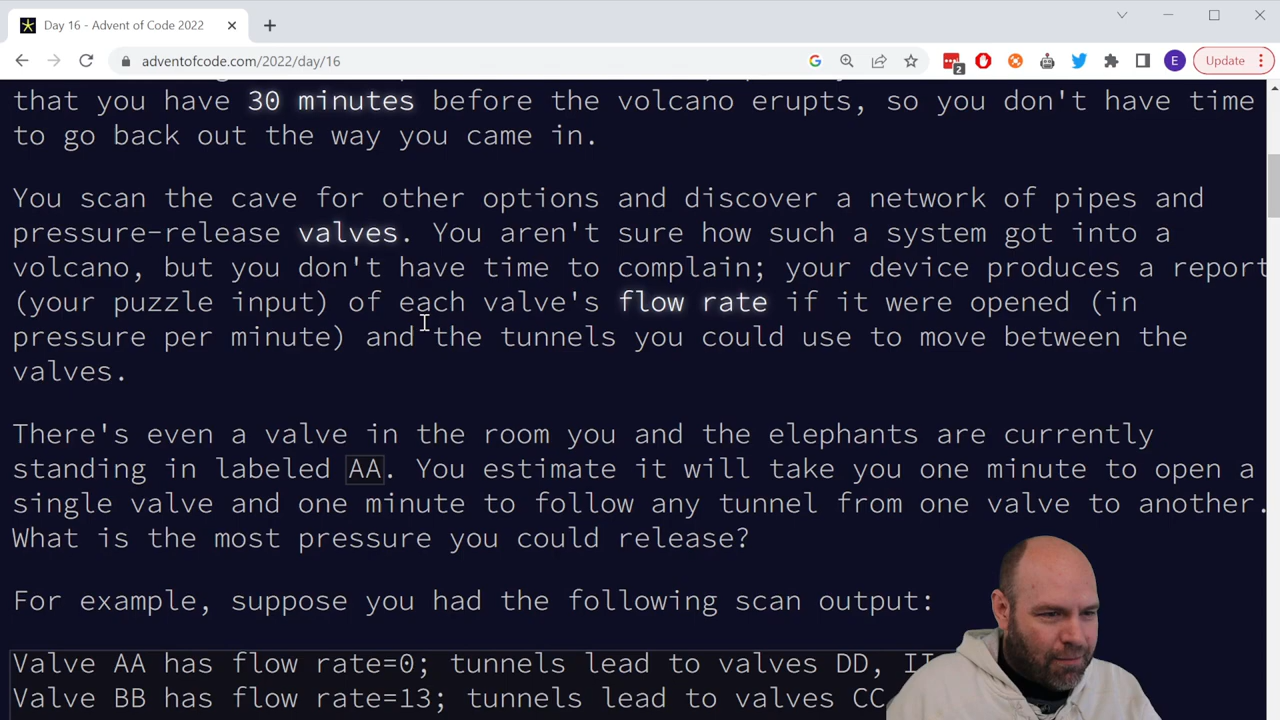 Day 16 - Advent of Code 2022
adventofcode.com/2022/day/16
2
E
Update
that you have 30 minutes before the volcano erupts, so you don't have time
to go back out the way you came in.
You scan the cave for other options and discover a network of pipes and
pressure-release valves. You aren't sure how such a system got into a
volcano, but you don't have time to complain; your device produces a report
(your puzzle input) of each valve's flow rate if it were opened (in
pressure per minute) and the tunnels you could use to move between the
valves.
There's even a valve in the room you and the elephants are currently
standing in labeled AA. You estimate it will take you one minute to open a
single valve and one minute to follow any tunnel from one valve to another.
What is the most pressure you could release?
For example, suppose you had the following scan output:
Valve AA has flow rate=0; tunnels lead to valves DD, II
Valve BB has flow rate=13; tunnels lead to valves CC